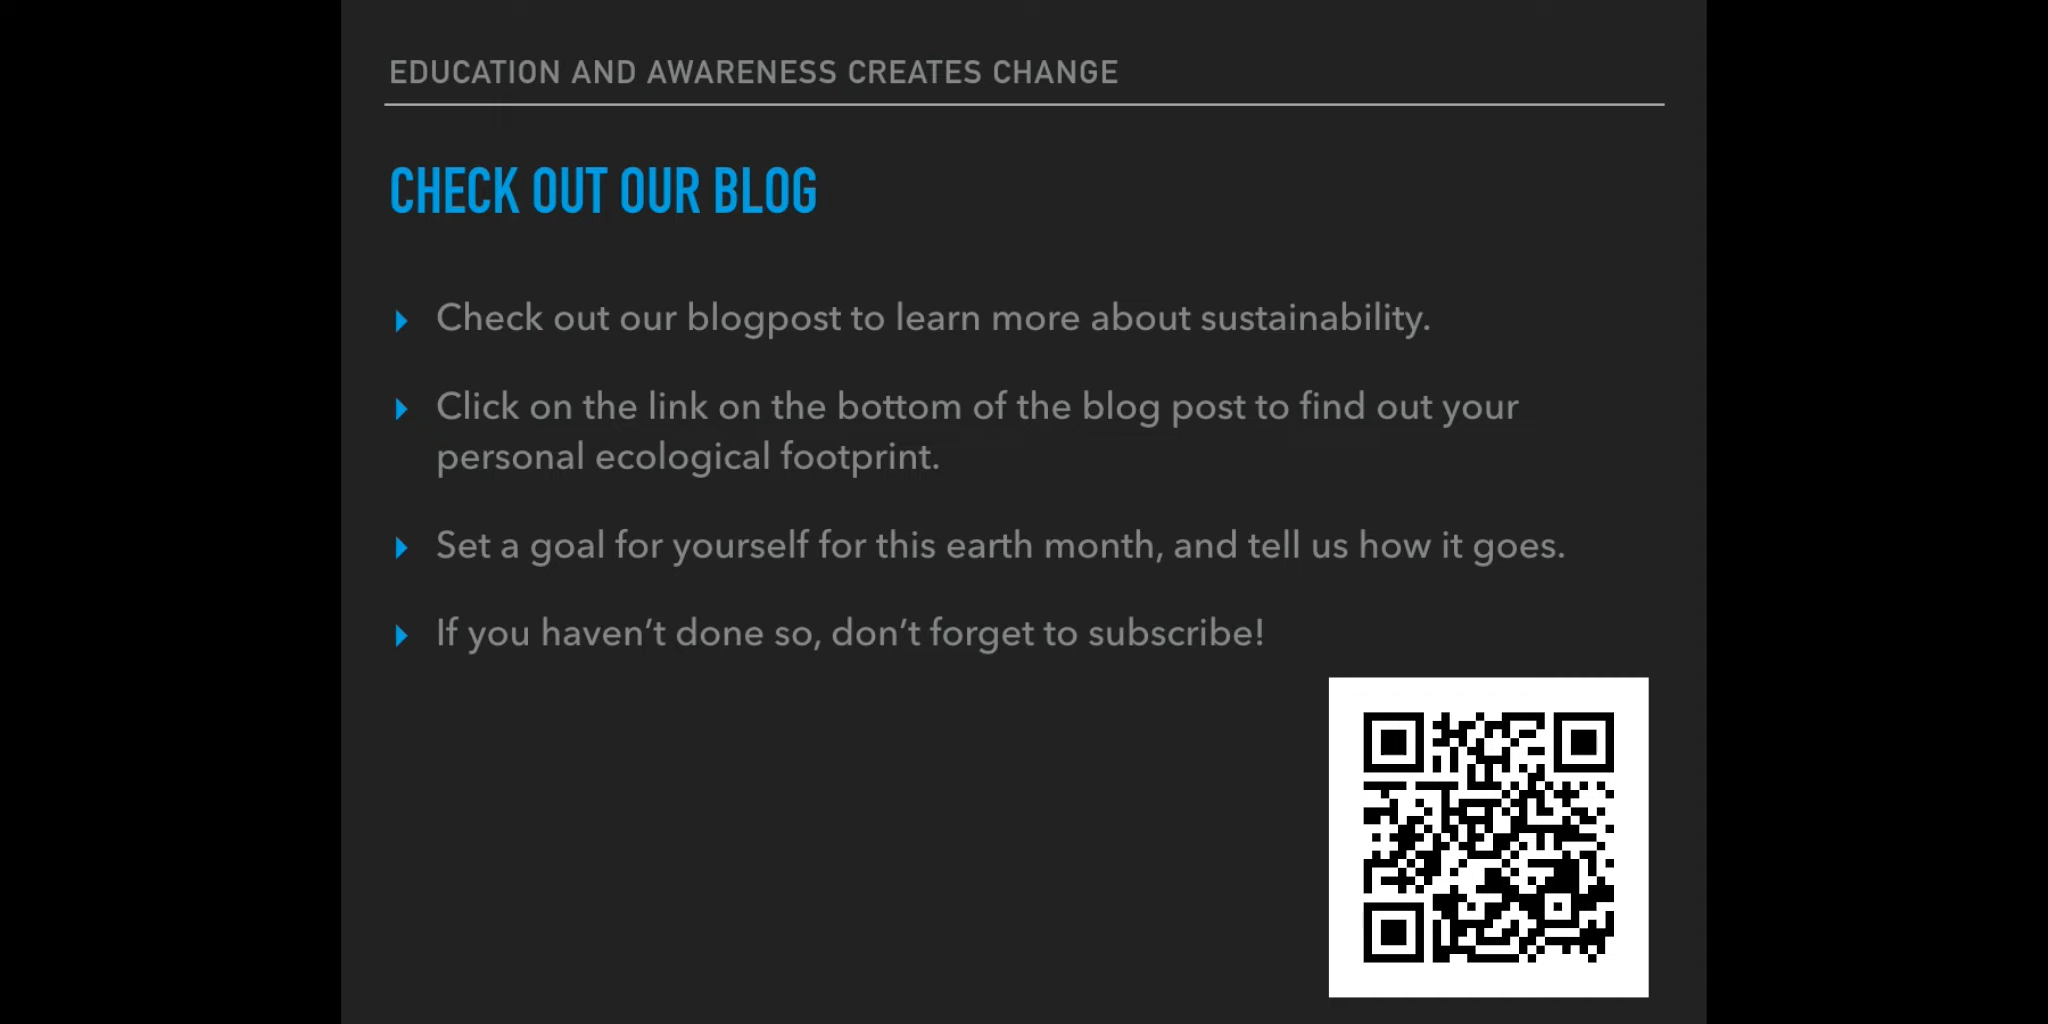 EDUCATION AND AWARENESS CREATES CHANGE
CHECK OUT OUR BLOG
Check out our blogpost to learn more about sustainability.
Click on the link on the bottom of the blog post to find out your
personal ecological footprint.
Set a goal for yourself for this earth month, and tell us how it goes.
If you haven’t done so, don’t forget to subscribe!